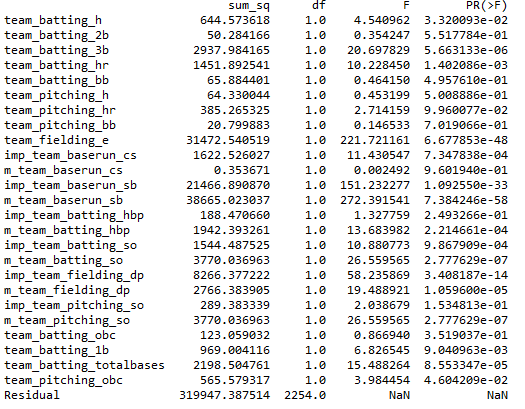 sum_sq df F PR(>F)
team_batting_h 644.573618 1.0 4.540962 3.320093e-02
team_batting_2b 50.284166 1.0 0.354247 5.517784e-01
team_batting_3b 2937.984165 1.0 20.697829 5.663133e-06
team_batting_hr 1451.892541 1.0 10.228450 1.402086e-03
team_batting_bb 65.884401 1.0 0.464150 4.957610e-01
team_pitching_h 64.330044 1.0 0.453199 5.008886e-01
team_pitching_hr 385.265325 1.0 2.714159 9.960077e-02
team_pitching_bb 20.799883 1.0 0.146533 7.019066e-01
team_fielding_e 31472.540519 1.0 221.721161 6.677853e-48
imp_team_baserun_cs 1622.526027 1.0 11.430547 7.347838e-04
m_team_baserun_cs 0.353671 1.0 0.002492 9.601940e-01
imp_team_baserun_sb 21466.890870 1.0 151.232277 1.092550e-33
m_team_baserun_sb 38665.023037 1.0 272.391541 7.384246e-58
imp_team_batting_hbp 188.470660 1.0 1.327759 2.493266e-01
m_team_batting_hbp 1942.393261 1.0 13.683982 2.214661e-04
imp_team_batting_so 1544.487525 1.0 10.880773 9.867909e-04
m_team_batting_so 3770.036963 1.0 26.559565 2.777629e-07
imp_team_fielding_dp 8266.377222 1.0 58.235869 3.408187e-14
m_team_fielding_dp 2766.383905 1.0 19.488921 1.059600e-05
imp_team_pitching_so 289.383339 1.0 2.038679 1.534813e-01
m_team_pitching_so 3770.036963 1.0 26.559565 2.777629e-07
team_batting_obc 123.059032 1.0 0.866940 3.519037e-01
team_batting_1b 969.004116 1.0 6.826545 9.040963e-03
team_batting_totalbases 2198.504761 1.0 15.488264 8.553347e-05
team_pitching_obc 565.579317 1.0 3.984454 4.604209e-02
Residual 319947.387514 2254.0 NaN NaN